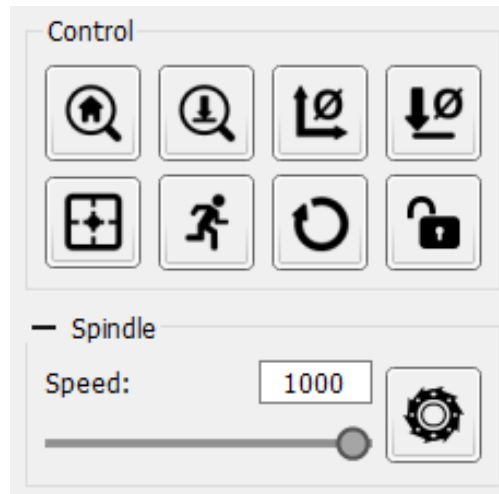 Control
Ø
Ø
Spindle
Speed:
1000